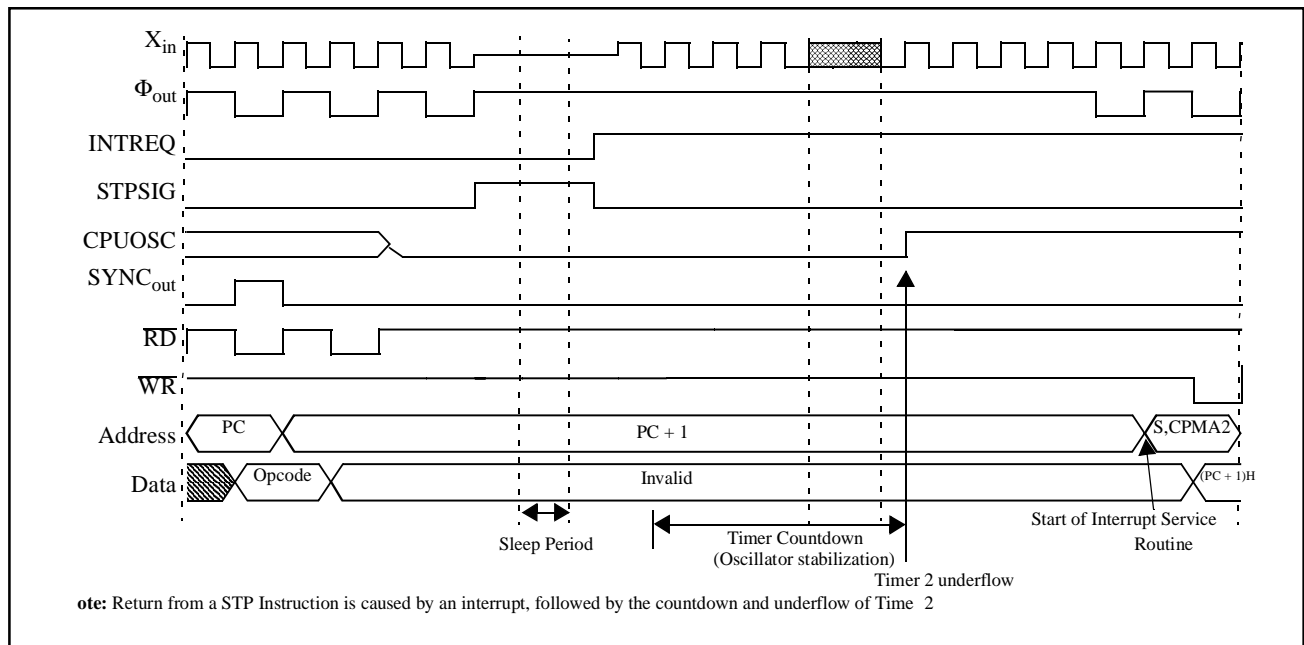 Xin
Φout
INTREQ
STPSIG
CPUOSC
SYNCout
RD
WR
Address PC PC + 1 S,CPMA2
Data Opcode Invalid (PC + 1)H
Sleep Period
Timer Countdown
(Oscillator stabilization)
Start of Interrupt Service
Routine
Timer 2 underflow
ote: Return from a STP Instruction is caused by an interrupt, followed by the countdown and underflow of Time 2